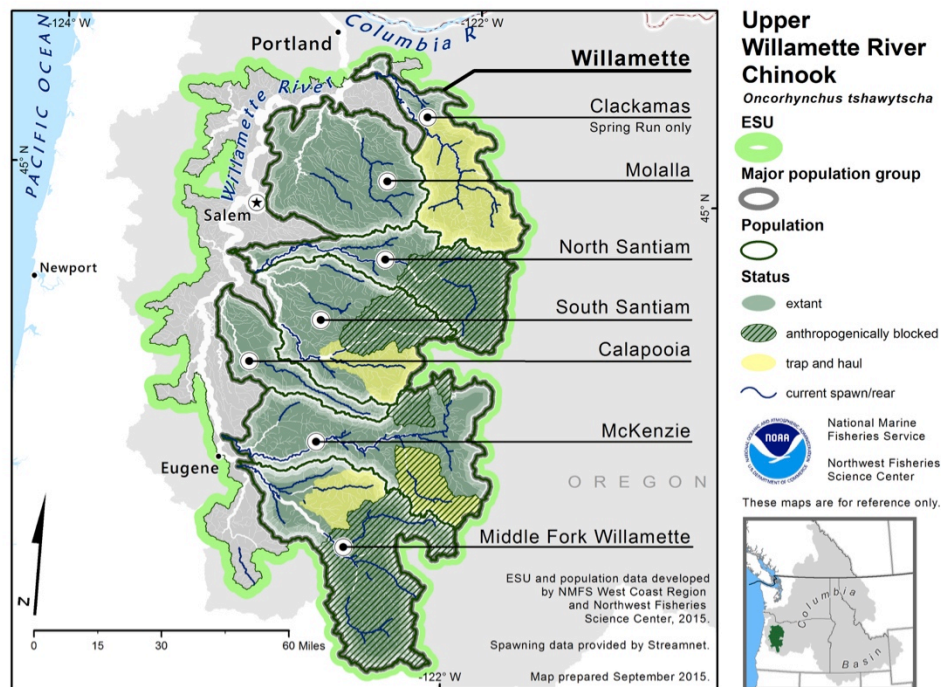 -124° W
-122° W
PACIFIC OCEAN
45° N
Columbia R
Portland
Willamette River
Willamette
Clackamas
Spring Run only
Molalla
Salem
45° N
North Santiam
Newport
South Santiam
Calapooia
McKenzie
Eugene
OREGON
Middle Fork Willamette
ESU and population data developed
by NMFS West Coast Region
and Northwest Fisheries
Science Center, 2015.
Spawning data provided by Streamnet.
Map prepared September 2015.
N
0 15 30 60 Miles
-122° W
Upper
Willamette River
Chinook
Oncorhynchus tshawytscha
ESU
Major population group
Population
Status
extant
anthropogenically blocked
trap and haul
current spawn/rear
NOAA
National Marine
Fisheries Service
Northwest Fisheries
Science Center
These maps are for reference only.
Columbia
Basin